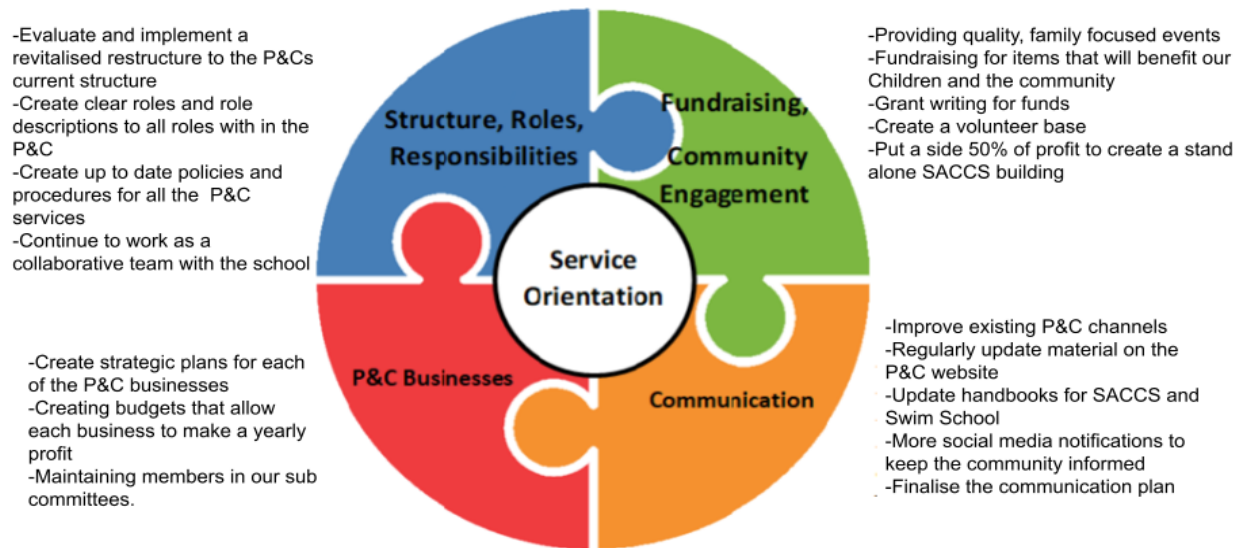 -Evaluate and implement a
revitalised restructure to the P&Cs
current structure
-Create clear roles and role
descriptions to all roles with in the
P&C
-Create up to date policies and
procedures for all the  P&C
services
-Continue to work as a
collaborative team with the school
Structure, Roles,
Responsibilities
Fundraising,
Community
Engagement
-Providing quality, family focused events
-Fundraising for items that will benefit our
Children and the community
-Grant writing for funds
-Create a volunteer base
-Put a side 50% of profit to create a stand
alone SACCS building
Service
Orientation
-Create strategic plans for each
of the P&C businesses
-Creating budgets that allow
each business to make a yearly
profit
-Maintaining members in our sub
committees.
P&C Businesses
Communication
-Improve existing P&C channels
-Regularly update material on the
P&C website
-Update handbooks for SACCS and
Swim School
-More social media notifications to
keep the community informed
-Finalise the communication plan